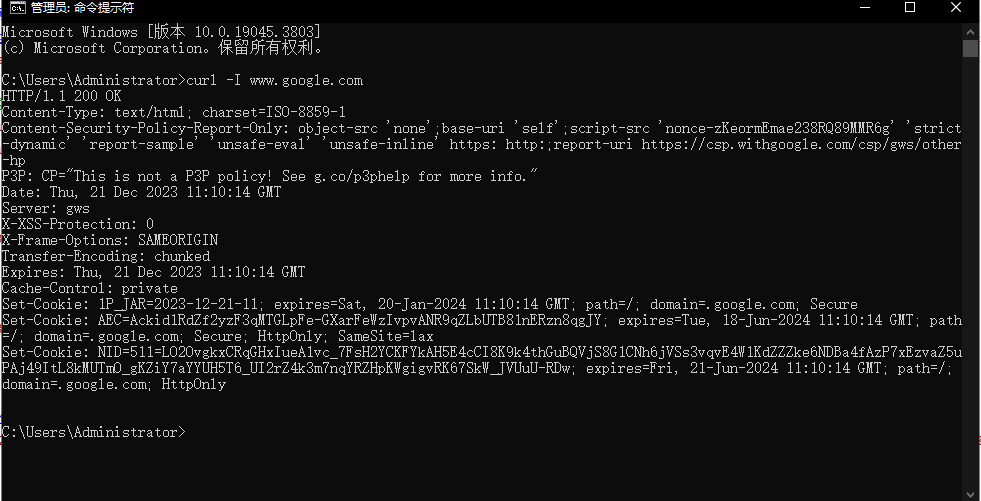 管理员: 命令提示符
Microsoft Windows [版本 10.0.19045.3803]
(c) Microsoft Corporation。保留所有权利。
C:\Users\Administrator>curl -I www.google.com
HTTP/1.1 200 OK
Content-Type: text/html; charset=ISO-8859-1
Content-Security-Policy-Report-Only: object-src 'none';base-uri 'self';script-src 'nonce-zKeormEmae238RQ89MMR6g' 'strict
-dynamic' 'report-sample' 'unsafe-eval' 'unsafe-inline' https: http:;report-uri https://csp.withgoogle.com/csp/gws/other
-hp
P3P: CP="This is not a P3P policy! See g.co/p3phelp for more info."
Date: Thu, 21 Dec 2023 11:10:14 GMT
Server: gws
X-XSS-Protection: 0
X-Frame-Options: SAMEORIGIN
Transfer-Encoding: chunked
Expires: Thu, 21 Dec 2023 11:10:14 GMT
Cache-Control: private
Set-Cookie: 1P_JAR=2023-12-21-11; expires=Sat, 20-Jan-2024 11:10:14 GMT; path=/; domain=.google.com; Secure
Set-Cookie: AEC=Ackid1RdZf2yzF3qMTGLpFe-GXarFeWzIvpvANR9qZLbUTB81nERzn8qgJY; expires=Tue, 18-Jun-2024 11:10:14 GMT; path
=/; domain=.google.com; Secure; HttpOnly; SameSite=lax
Set-Cookie: NID=511=LO2OvgkxCRqGHxIueA1vc_7FsH2YCKFYkAH5E4cCI8K9k4thGuBQVjS8G1CNh6jVSs3vqvE4W1KdZZZke6NDBa4fAzP7xEzvaZ5u
PAj49ItL8kMUTmO_gKZiY7aYYUH5T6_UI2rZ4k3m7nqYRZHpKWgigvRK67SkW_JVUuU-RDw; expires=Fri, 21-Jun-2024 11:10:14 GMT; path=/;
domain=.google.com; HttpOnly
C:\Users\Administrator>